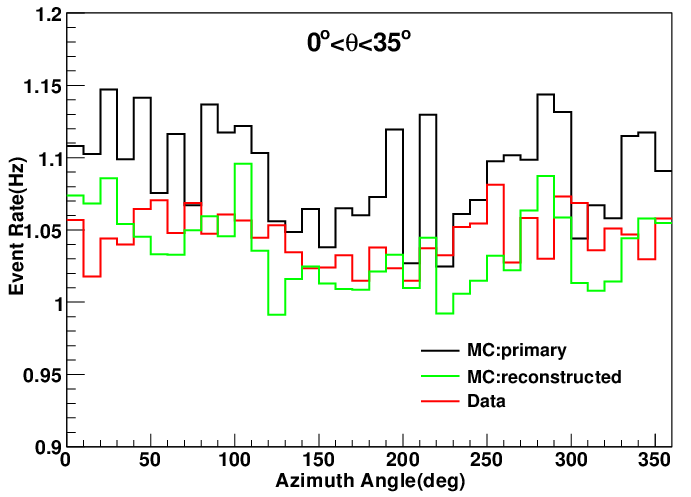 0°<θ<35°
1.2
1.15
1.1
1.05
1
0.95
0.9
Event Rate(Hz)
MC:primary
MC:reconstructed
Data
0 50 100 150 200 250 300 350
Azimuth Angle(deg)